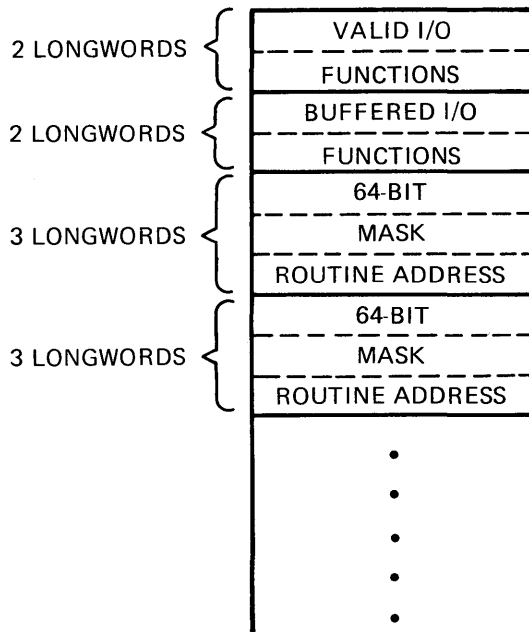 2 LONGWORDS
VALID I/O
FUNCTIONS
2 LONGWORDS
BUFFERED I/O
FUNCTIONS
3 LONGWORDS
64-BIT
MASK
ROUTINE ADDRESS
3 LONGWORDS
64-BIT
MASK
ROUTINE ADDRESS